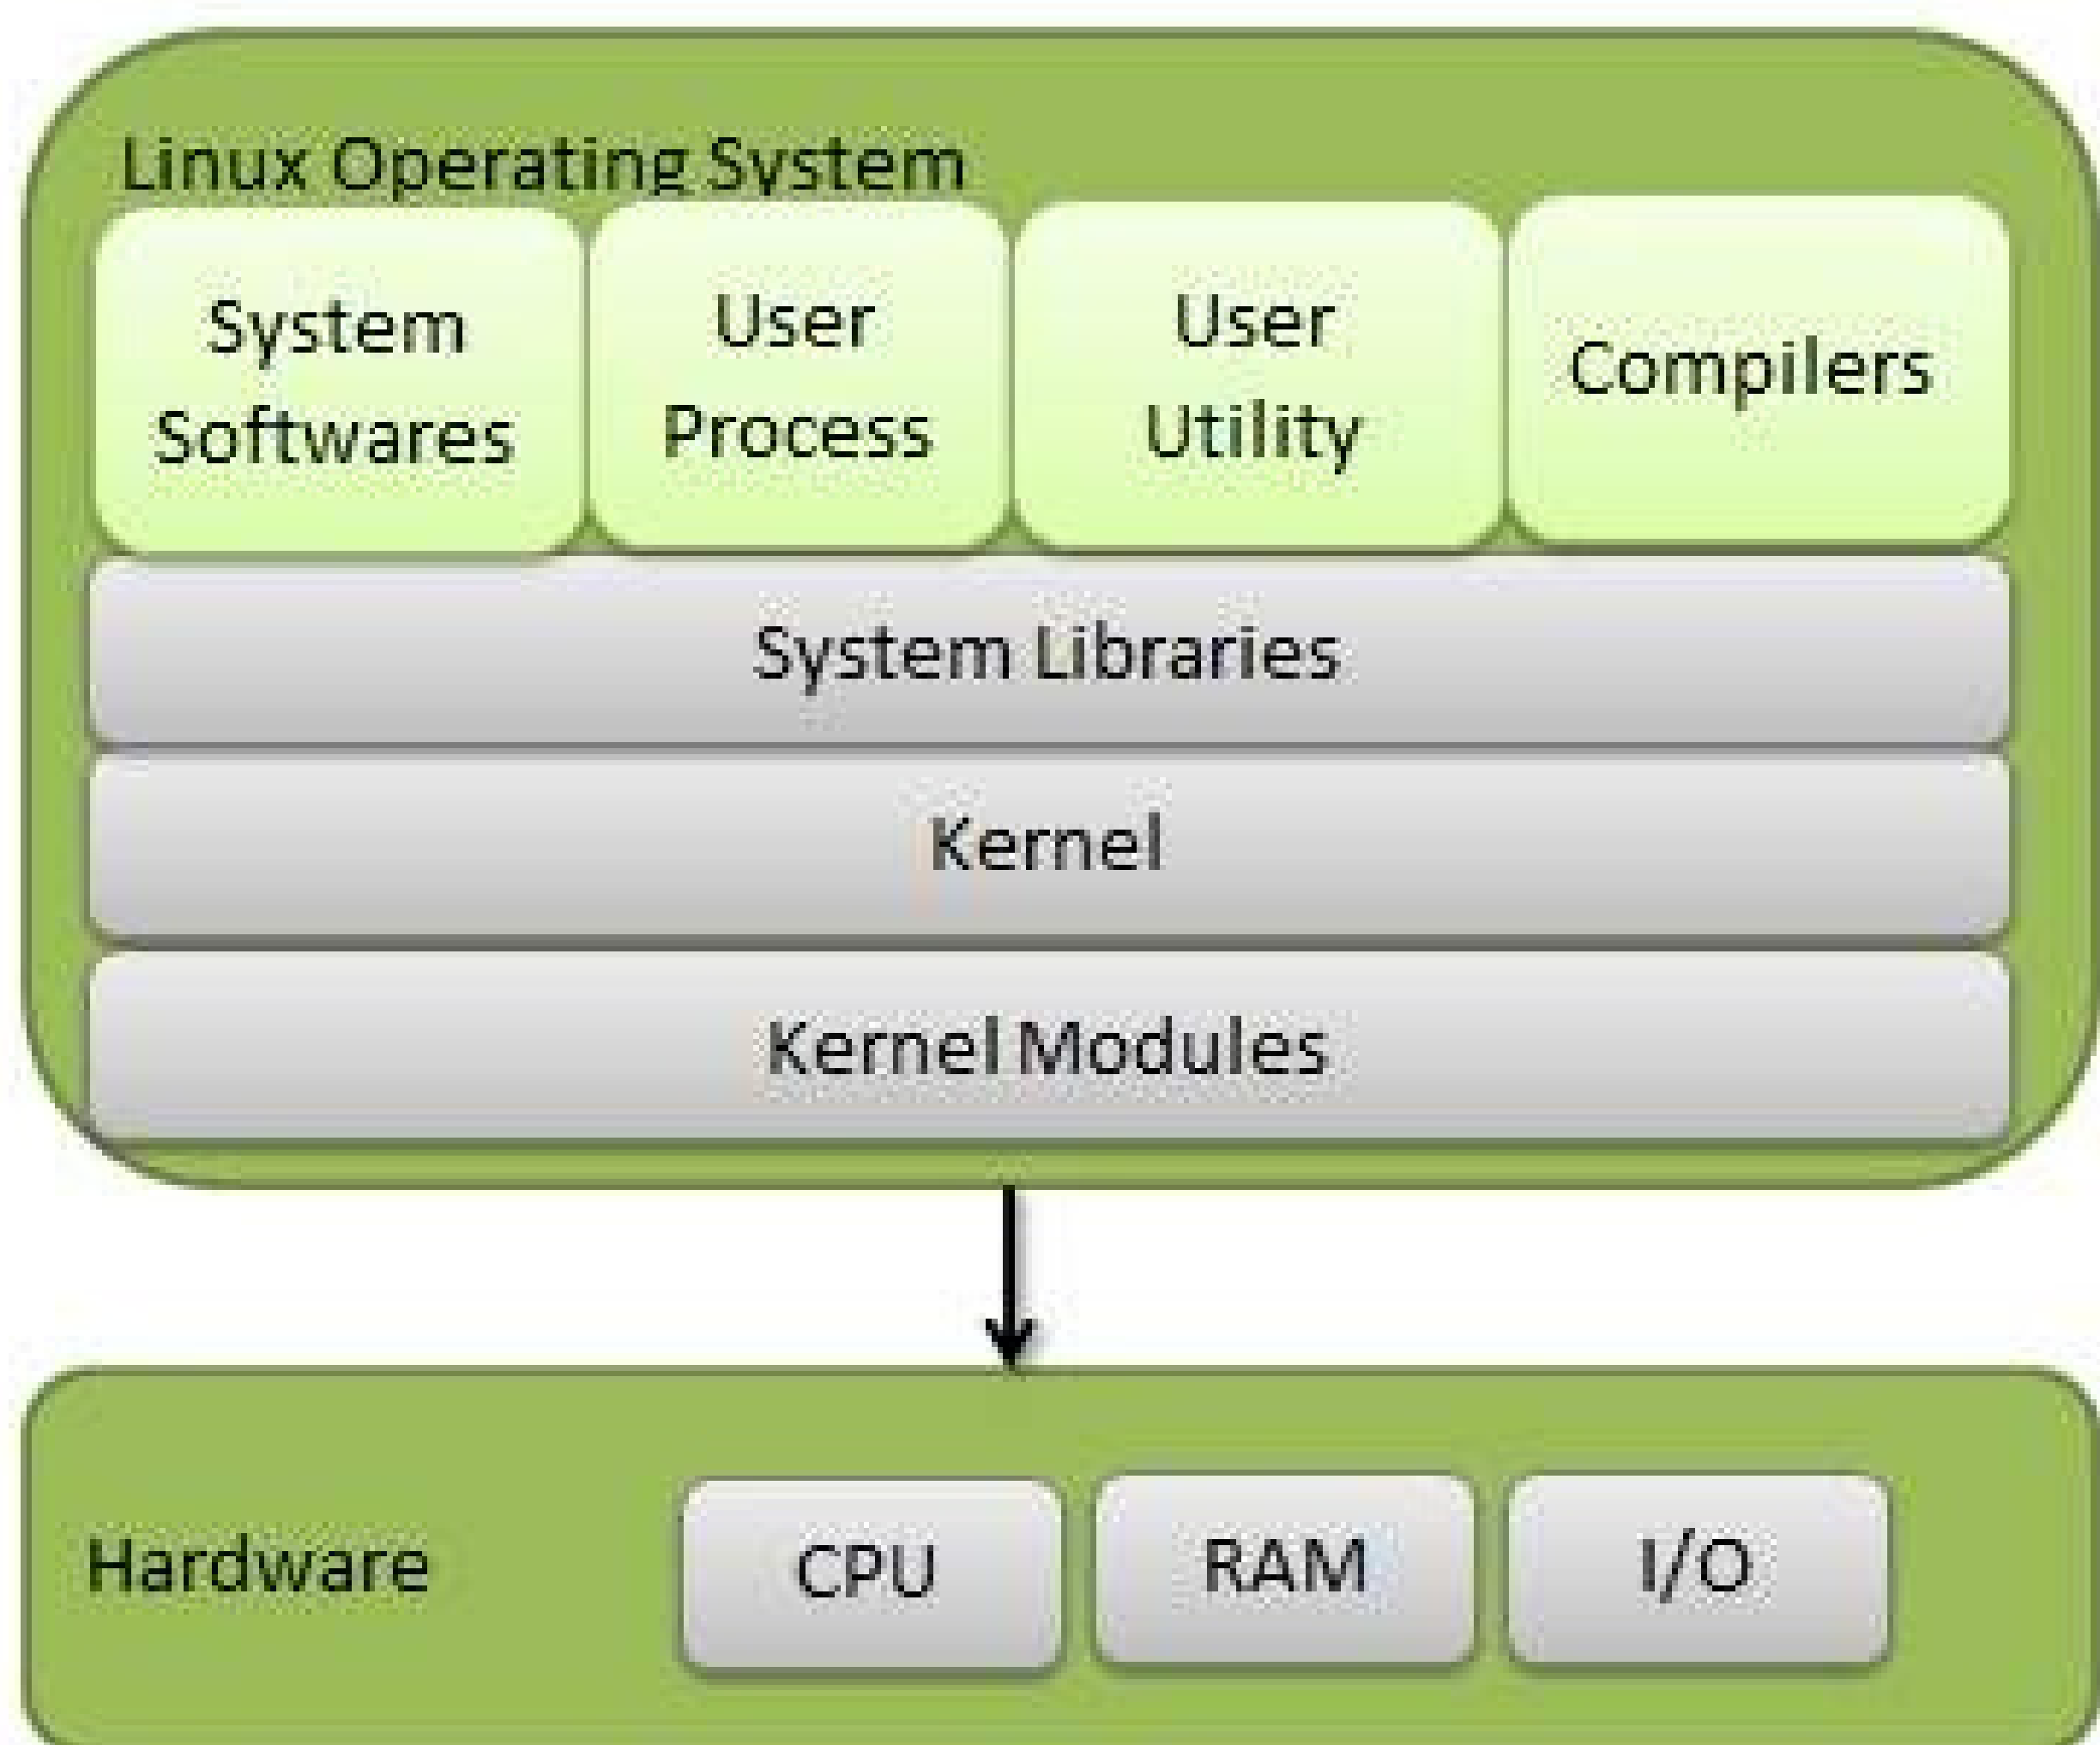 Linux Operating System
System
Softwares
User
Process
User
Utility
Compilers
System Libraries
Kernel
Kernel Modules
Hardware
CPU
RAM
I/O